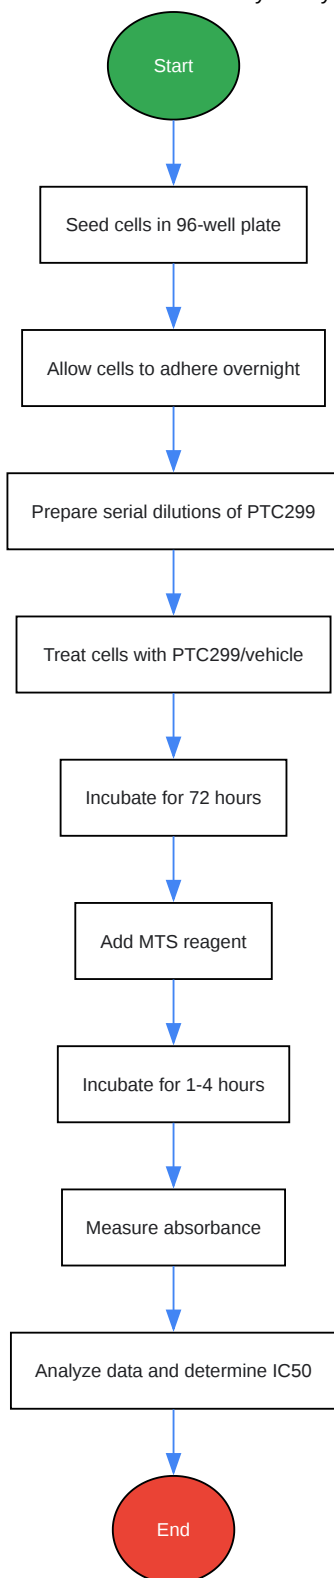 Start
Seed cells in 96-well plate
Allow cells to adhere overnight
Prepare serial dilutions of PTC299
Treat cells with PTC299/vehicle
Incubate for 72 hours
Add MTS reagent
Incubate for 1-4 hours
Measure absorbance
Analyze data and determine IC50
End